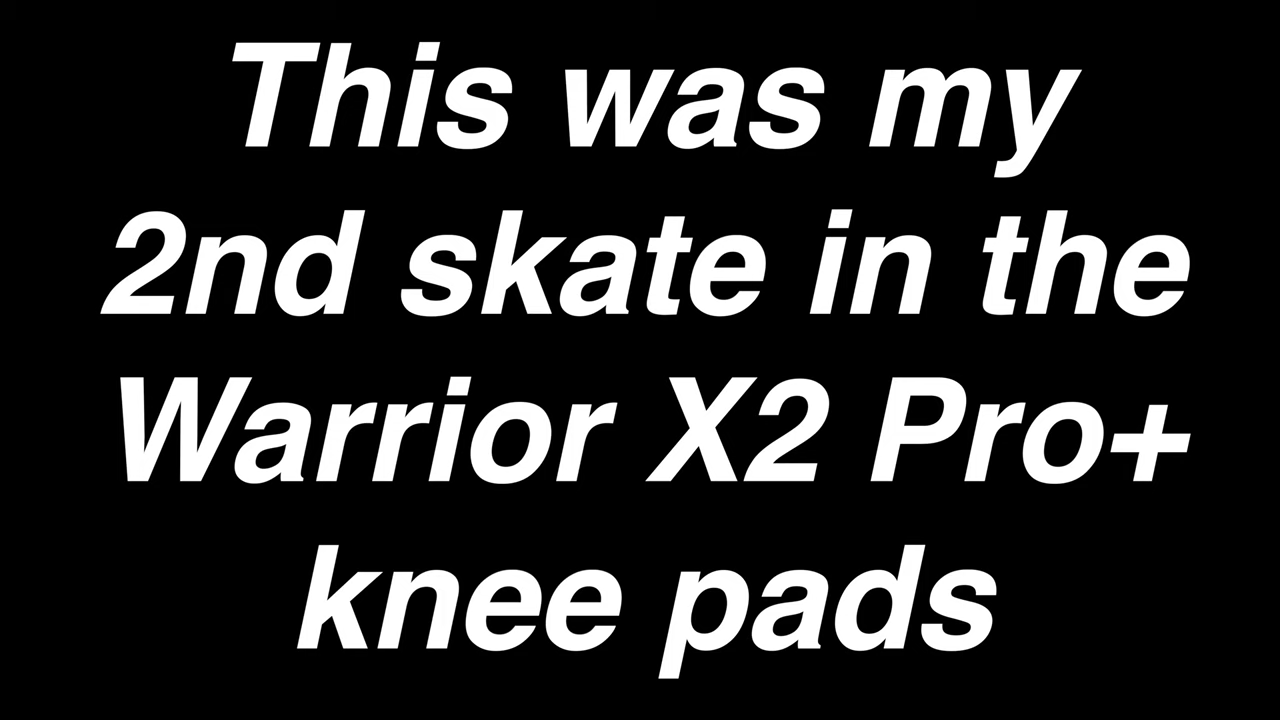 This was my
2nd skate in the
Warrior X2 Pro+
knee pads